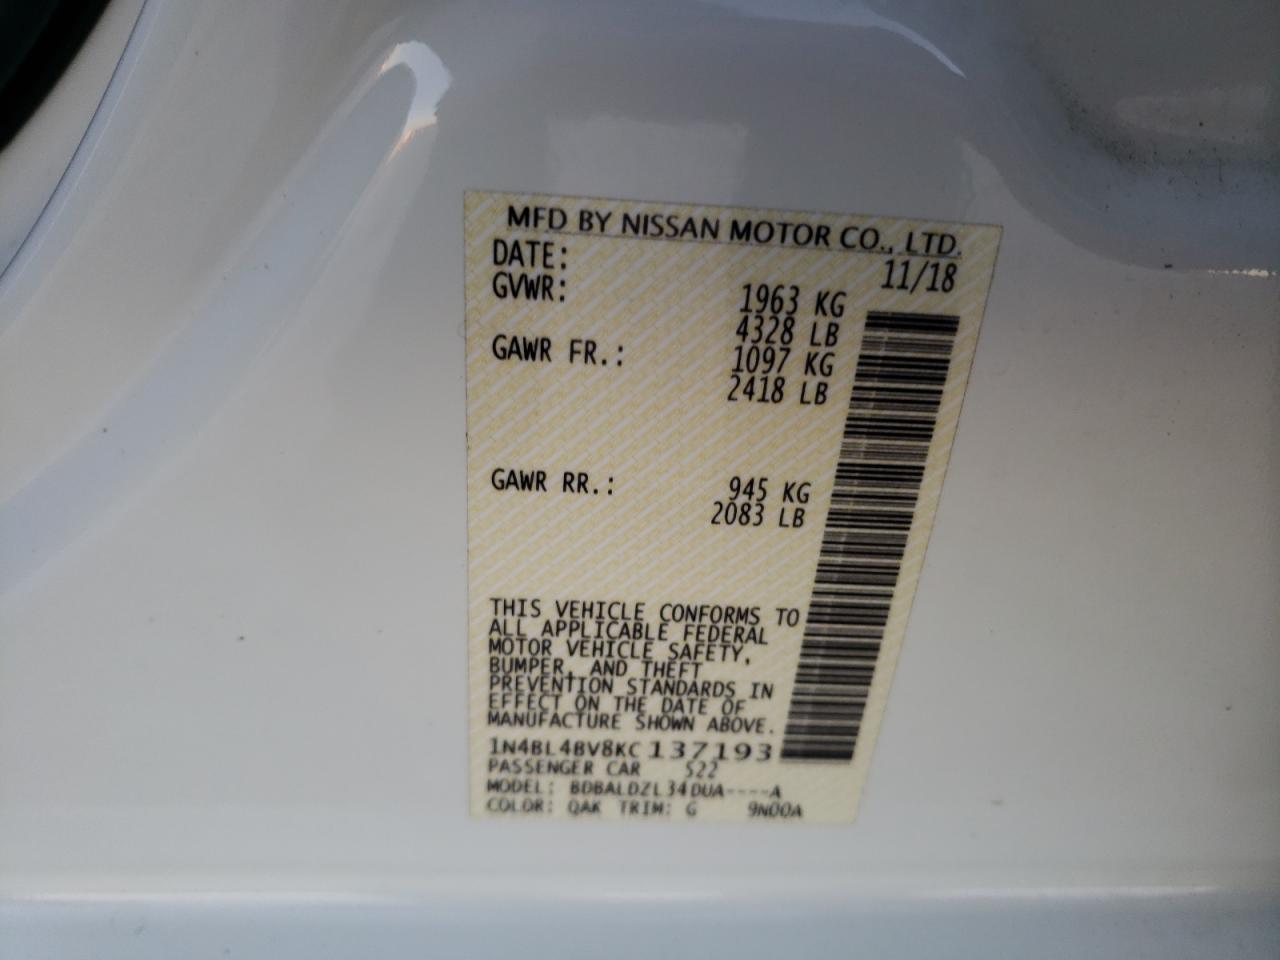 MFD BY NISSAN MOTOR CO., LTD.
DATE: 11/18
GVWR: 1963 KG
4328 LB
GAWR FR.: 1097 KG
2418 LB
GAWR RR.: 945 KG
2083 LB
THIS VEHICLE CONFORMS TO
ALL APPLICABLE FEDERAL
MOTOR VEHICLE SAFETY,
BUMPER, AND THEFT
PREVENTION STANDARDS IN
EFFECT ON THE DATE OF
MANUFACTURE SHOWN ABOVE.
1N4BL4BV8KC137193
PASSENGER CAR 522
MODEL: BDBALDZL34DUA----A
COLOR: QAK TRIM: G 9N00A